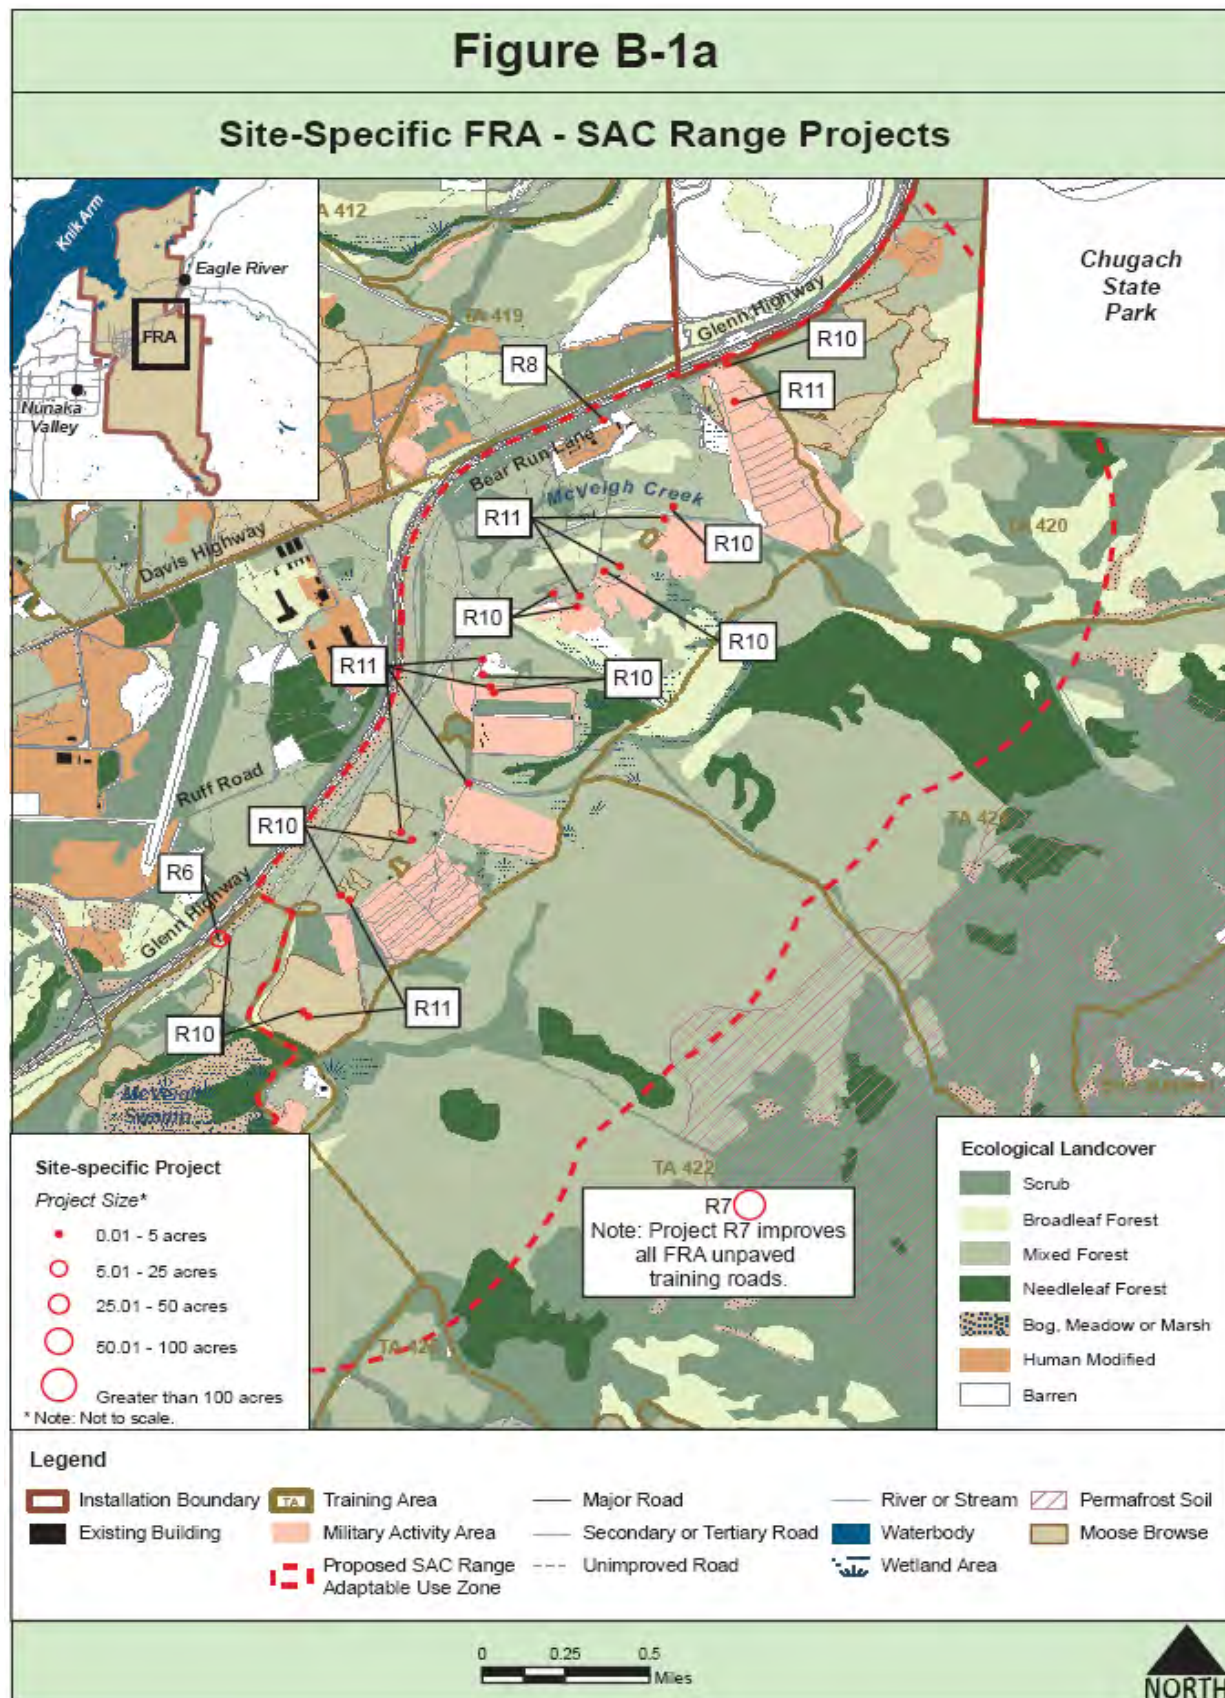 Figure B-1a
Site-Specific FRA - SAC Range Projects
Knik Arm
Eagle River
FRA
Nunaka
Valley
A 412
TA 419
Chugach
State
Park
Glenn Highway
R10
R8
R11
Bear Run Lane
McVeigh Creek
R11
R10
TA 420
Davis Highway
R10
R10
R11
R10
Ruff Road
R10
R6
Glenn Highway
R11
R10
McVeigh
Swamp
TA 422
R7
Note: Project R7 improves
all FRA unpaved
training roads.
Site-specific Project
Project Size*
0.01 - 5 acres
5.01 - 25 acres
25.01 - 50 acres
50.01 - 100 acres
Greater than 100 acres
* Note: Not to scale.
Ecological Landcover
Scrub
Broadleaf Forest
Mixed Forest
Needleleaf Forest
Bog, Meadow or Marsh
Human Modified
Barren
Legend
Installation Boundary
TA
Training Area
Major Road
River or Stream
Permafrost Soil
Existing Building
Military Activity Area
Secondary or Tertiary Road
Waterbody
Moose Browse
Proposed SAC Range
Adaptable Use Zone
Unimproved Road
Wetland Area
0 0.25 0.5
Miles
NORTH